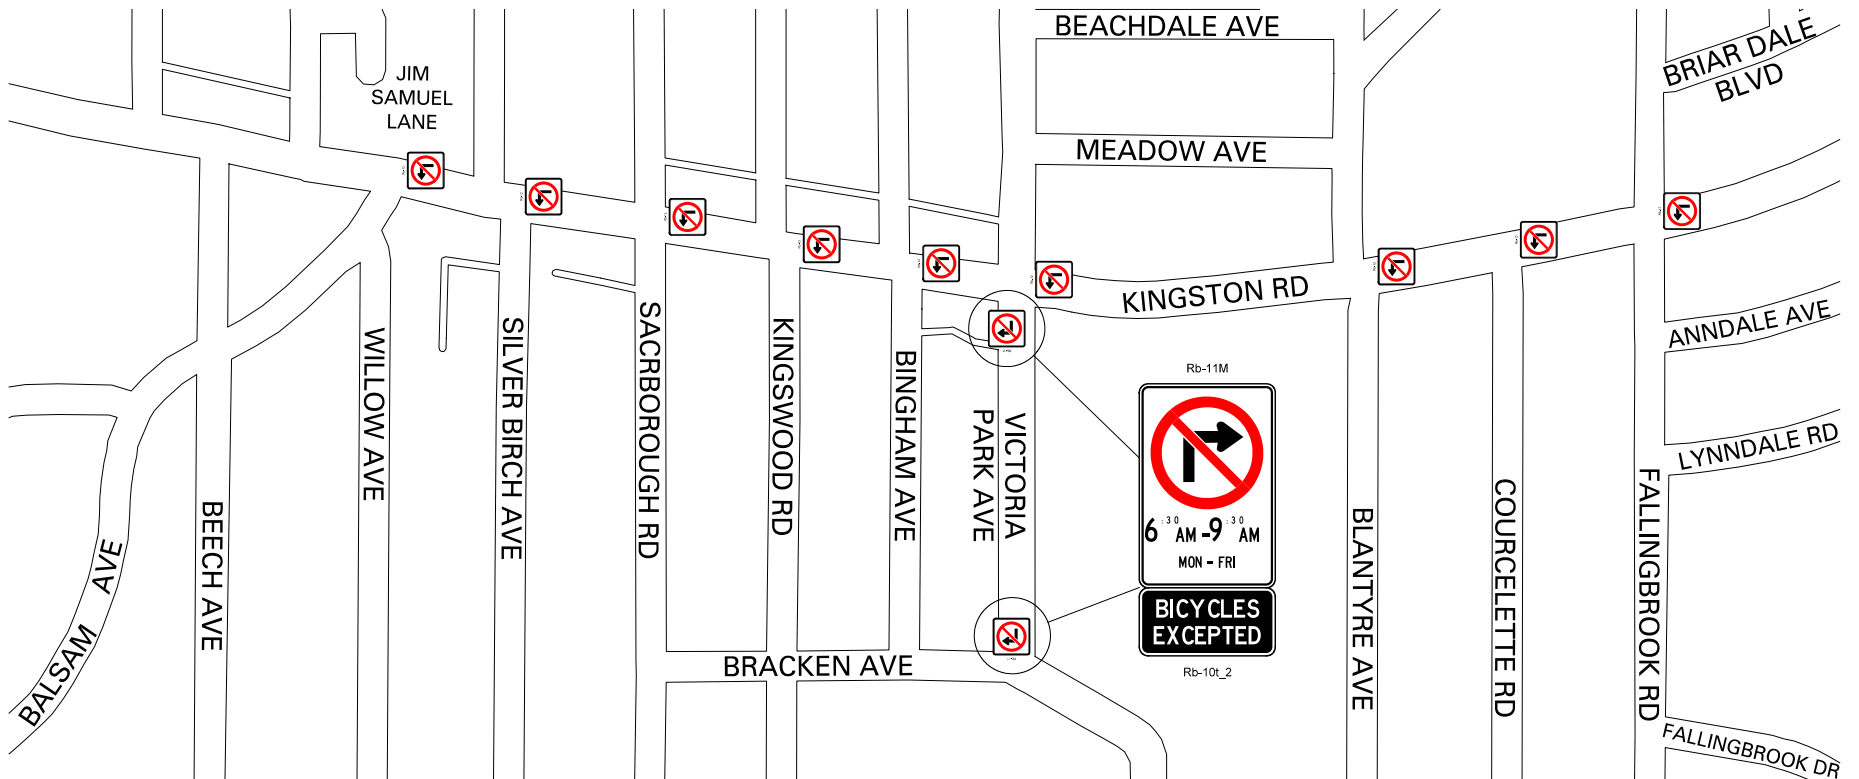 BEACHDALE AVE
BRIAR DALE
BLVD
JIM
SAMUEL
LANE
MEADOW AVE
KINGSTON RD
ANNDALE AVE
WILLOW AVE
SILVER BIRCH AVE
SACRBOROUGH RD
KINGSWOOD RD
BINGHAM AVE
VICTORIA
PARK AVE
Rb-11M
6:30 AM-9:30 AM
MON - FRI
BICYCLES
EXCEPTED
Rb-10t_2
LYNNDALE RD
BEECH AVE
BALSAM AVE
BRACKEN AVE
BLANTYRE AVE
COURCELETTE RD
FALLINGBROOK RD
FALLINGBROOK DR